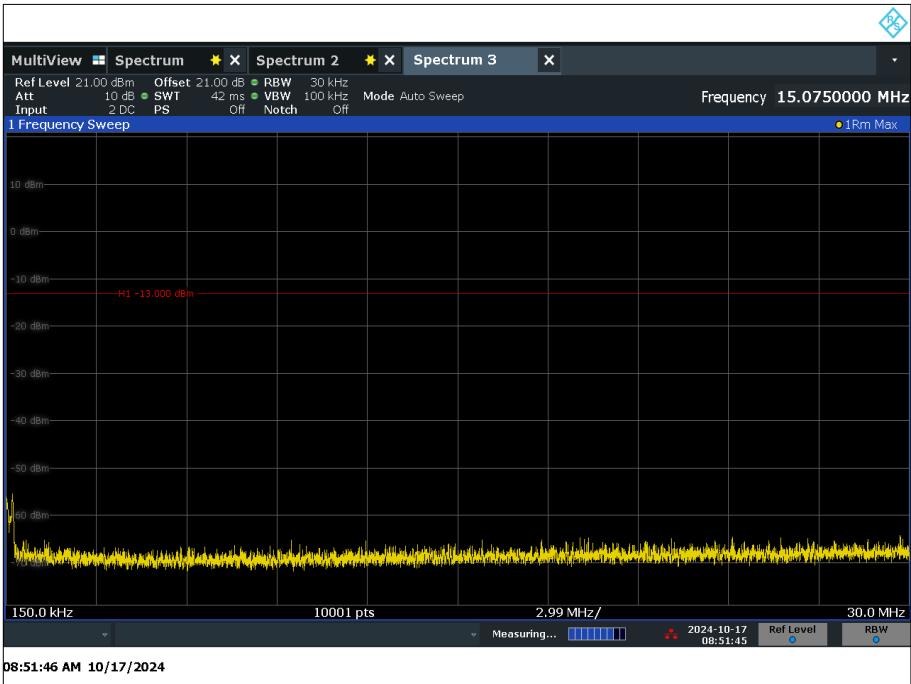 R&S
MultiView Spectrum Spectrum 2 Spectrum 3
Ref Level 21.00 dBm Offset 21.00 dB RBW 30 kHz
Att 10 dB SWT 42 ms VBW 100 kHz Mode Auto Sweep
Input 2 DC PS Off Notch Off
Frequency 15.0750000 MHz
1 Frequency Sweep 1Rm Max
10 dBm
0 dBm
-10 dBm
H1 -13.000 dBm
-20 dBm
-30 dBm
-40 dBm
-50 dBm
-60 dBm
-70 dBm
150.0 kHz 10001 pts 2.99 MHz/ 30.0 MHz
Measuring... 2024-10-17 Ref Level RBW
08:51:45
08:51:46 AM 10/17/2024